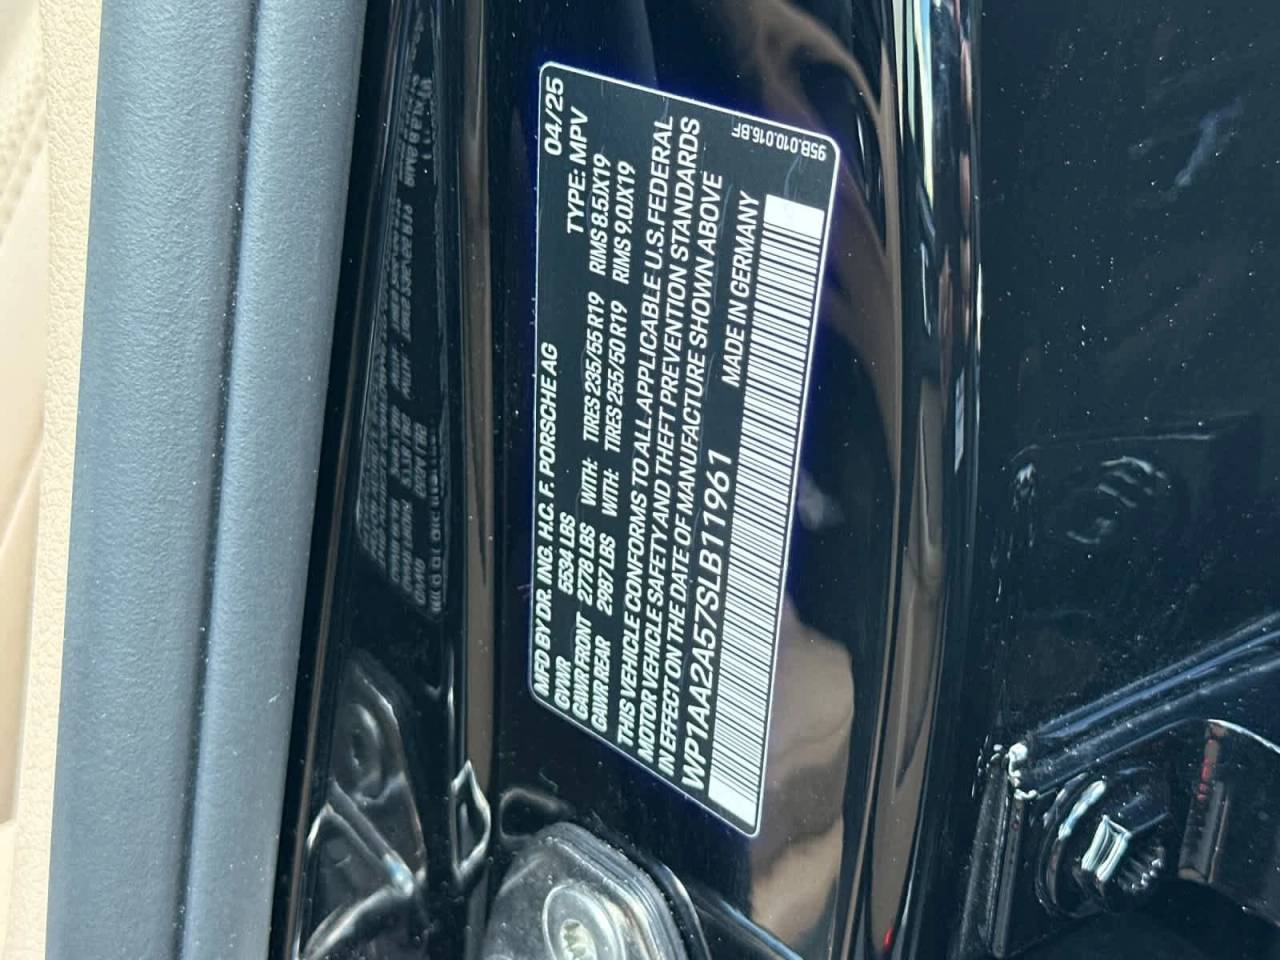 MFD BY DR. ING. H.C. F. PORSCHE AG 04/25
GVWR 5534 LBS TYPE: MPV
GAWR FRONT 2778 LBS WITH: TIRES 235/55 R19 RIMS 8.5JX19
GAWR REAR 2987 LBS WITH: TIRES 255/50 R19 RIMS 9.0JX19
THIS VEHICLE CONFORMS TO ALL APPLICABLE U.S. FEDERAL
MOTOR VEHICLE SAFETY AND THEFT PREVENTION STANDARDS
IN EFFECT ON THE DATE OF MANUFACTURE SHOWN ABOVE
WP1AA2A57SLB11961 MADE IN GERMANY
95B.010.016.BF